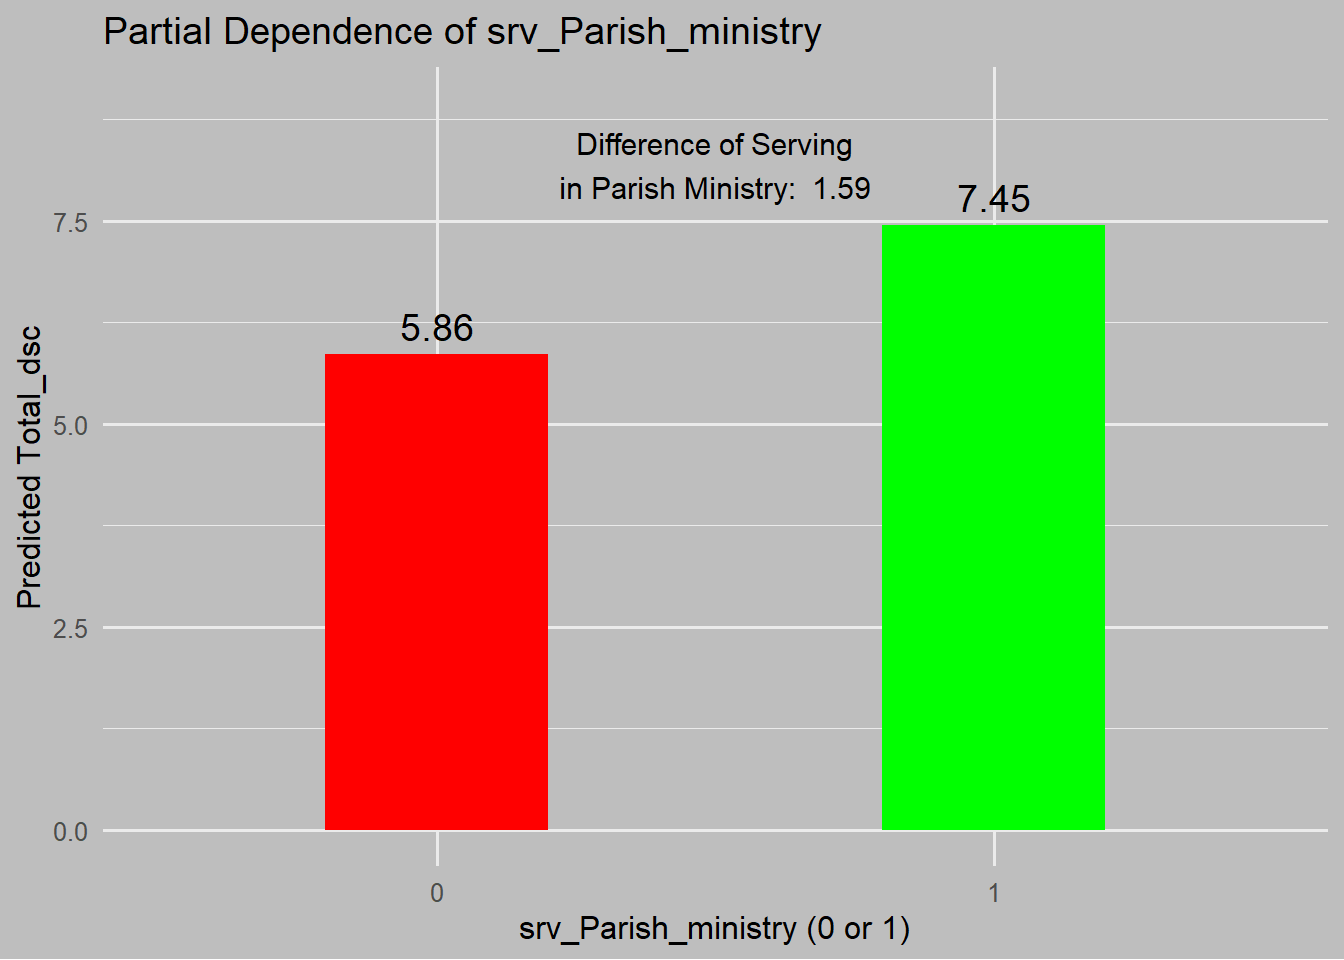 Partial Dependence of srv_Parish_ministry
Difference of Serving
in Parish Ministry:  1.59
7.45
5.86
7.5
5.0
2.5
0.0
Predicted Total_dsc
0
1
srv_Parish_ministry (0 or 1)